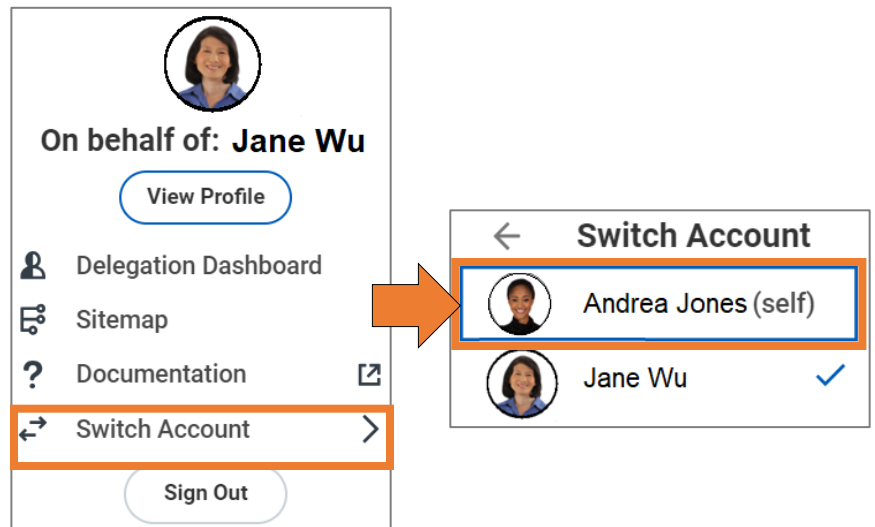 On behalf of: Jane Wu
View Profile
Delegation Dashboard
Sitemap
? Documentation
Switch Account
Sign Out
Switch Account
Andrea Jones (self)
Jane Wu